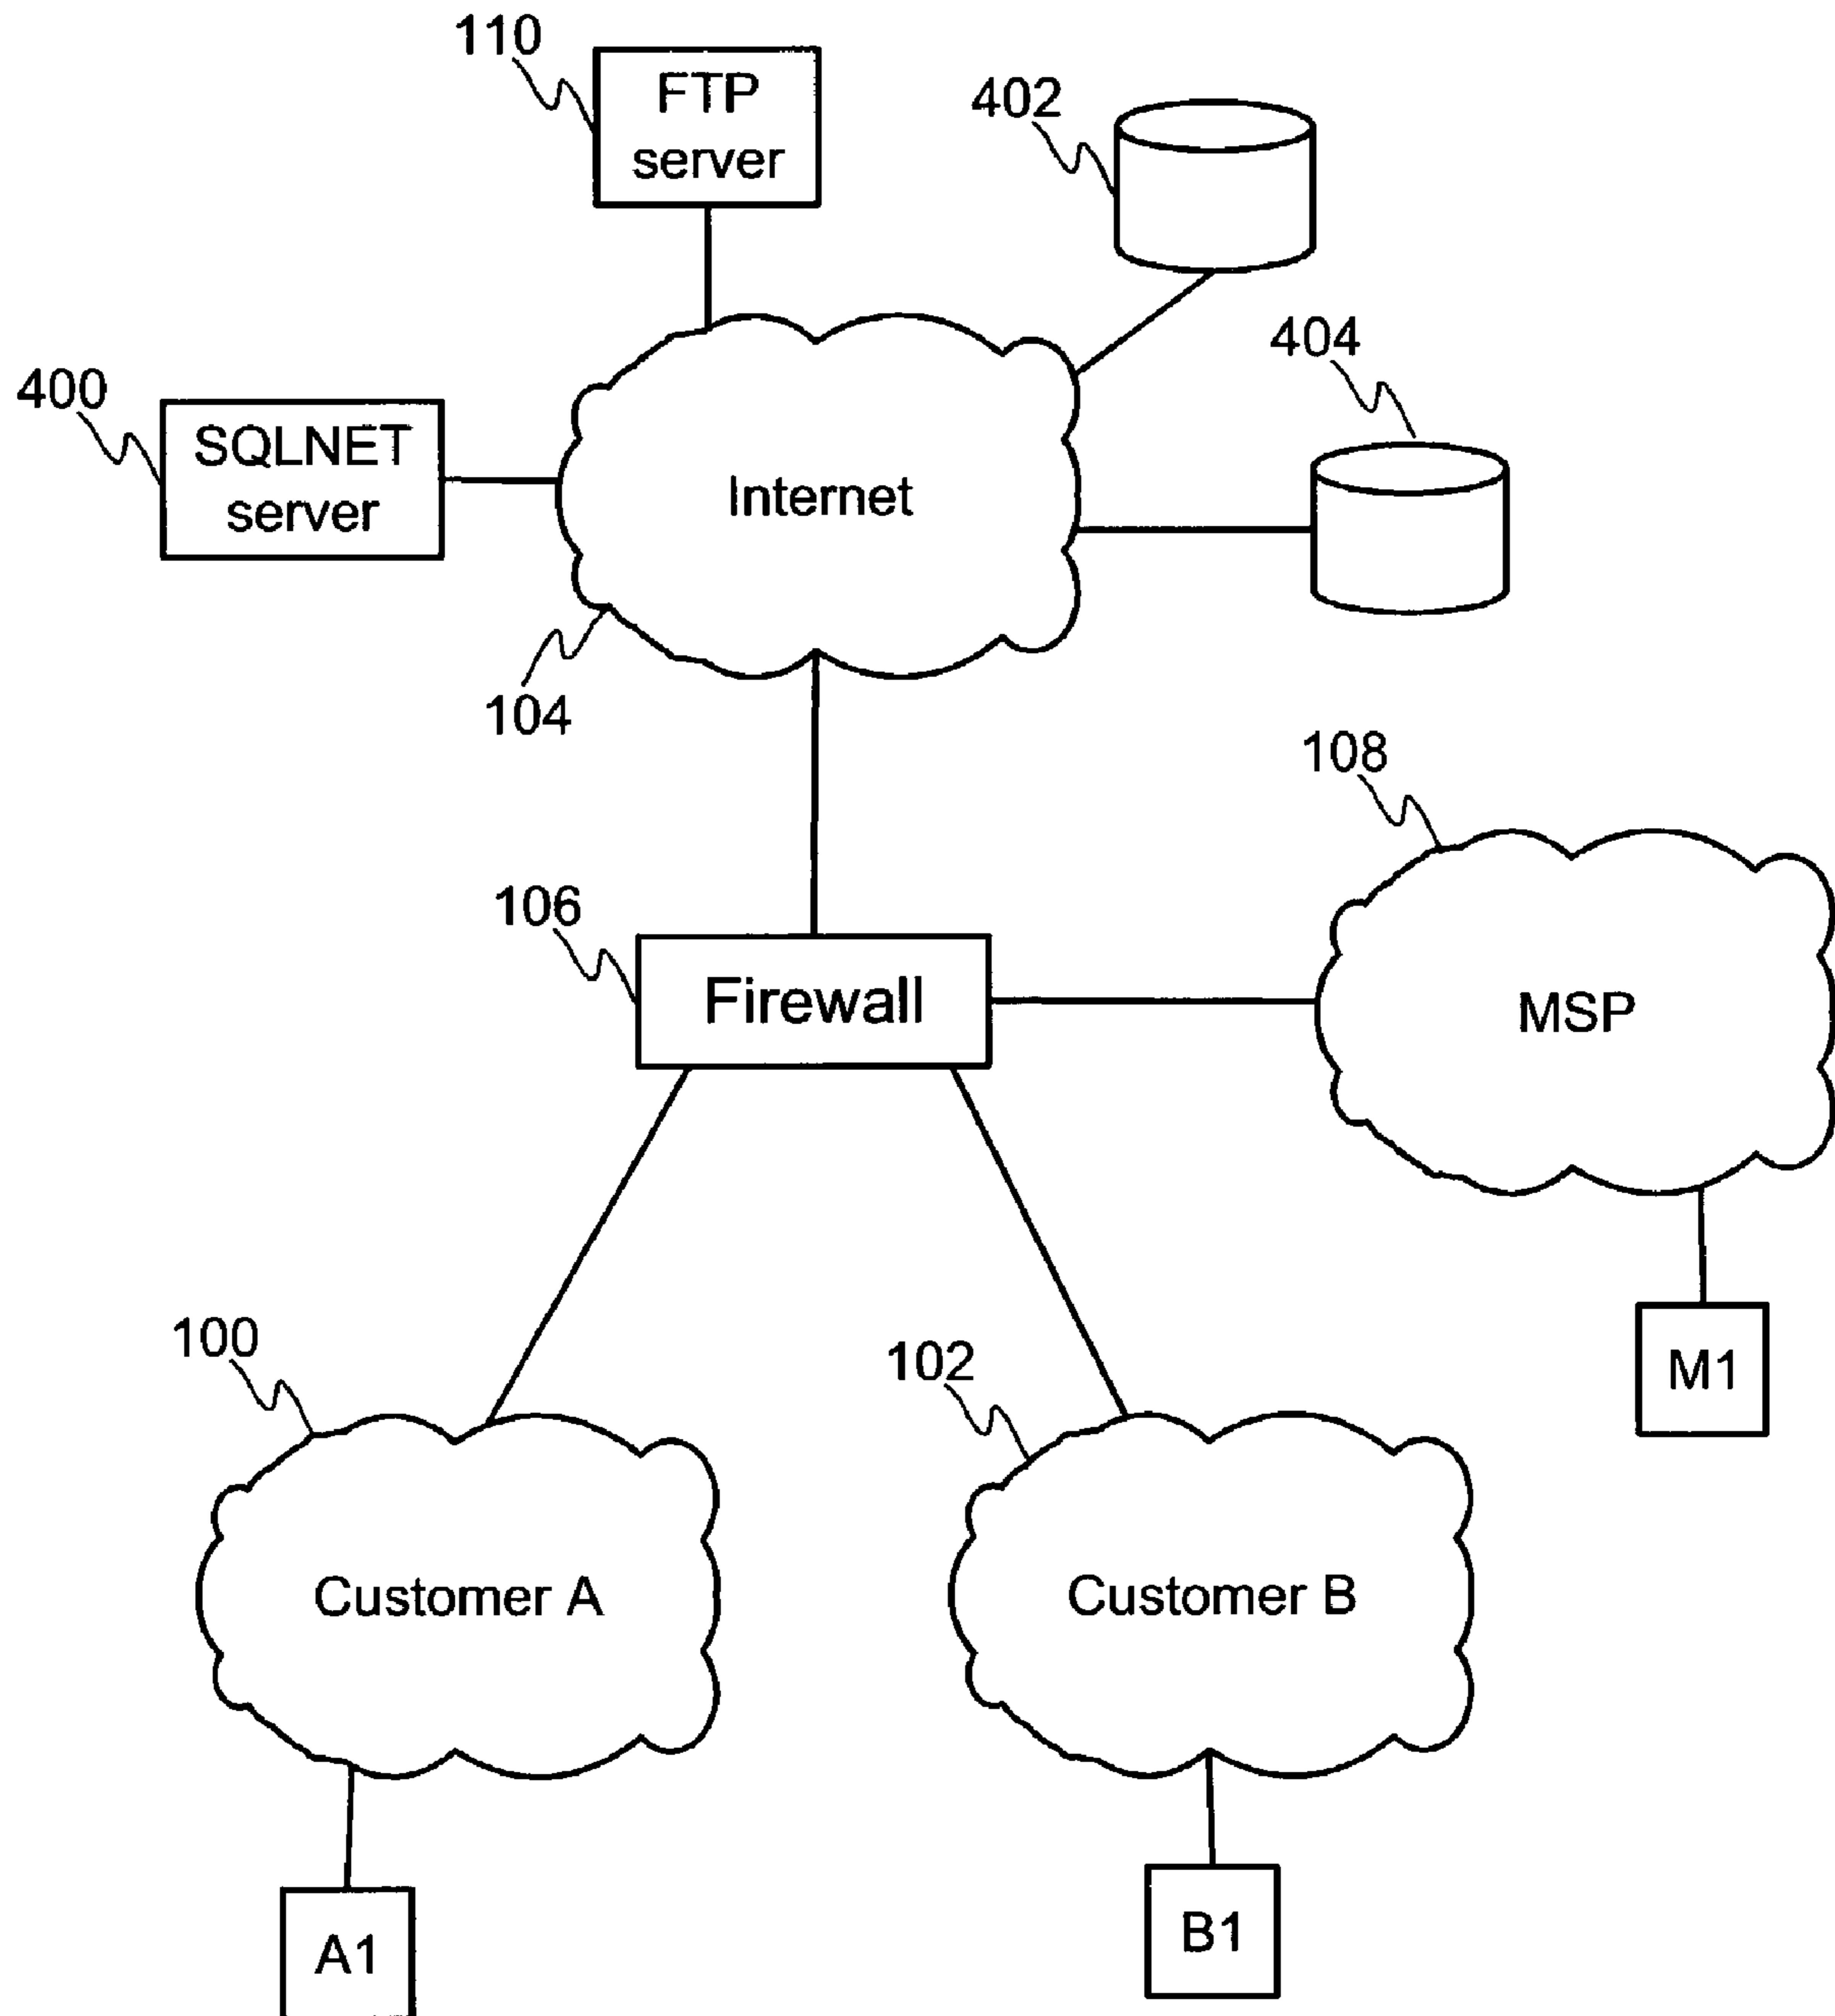 110
FTP
server
402
404
400
SQLNET
server
Internet
104
108
106
Firewall
MSP
M1
100
102
Customer A
Customer B
A1
B1